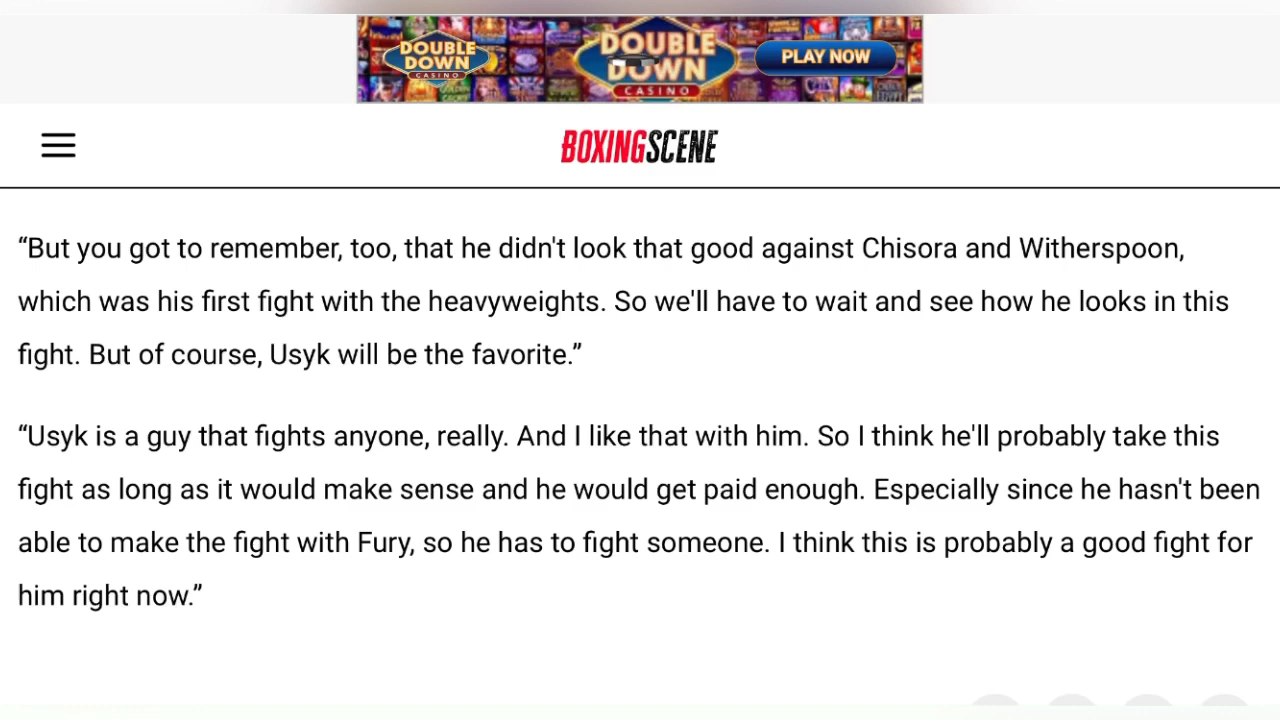 DOUBLE
DOWN
CASINO
DOUBLE
DOWN
CASINO
PLAY NOW
BOXINGSCENE
“But you got to remember, too, that he didn't look that good against Chisora and Witherspoon,
which was his first fight with the heavyweights. So we'll have to wait and see how he looks in this
fight. But of course, Usyk will be the favorite.”
“Usyk is a guy that fights anyone, really. And I like that with him. So I think he'll probably take this
fight as long as it would make sense and he would get paid enough. Especially since he hasn't been
able to make the fight with Fury, so he has to fight someone. I think this is probably a good fight for
him right now.”